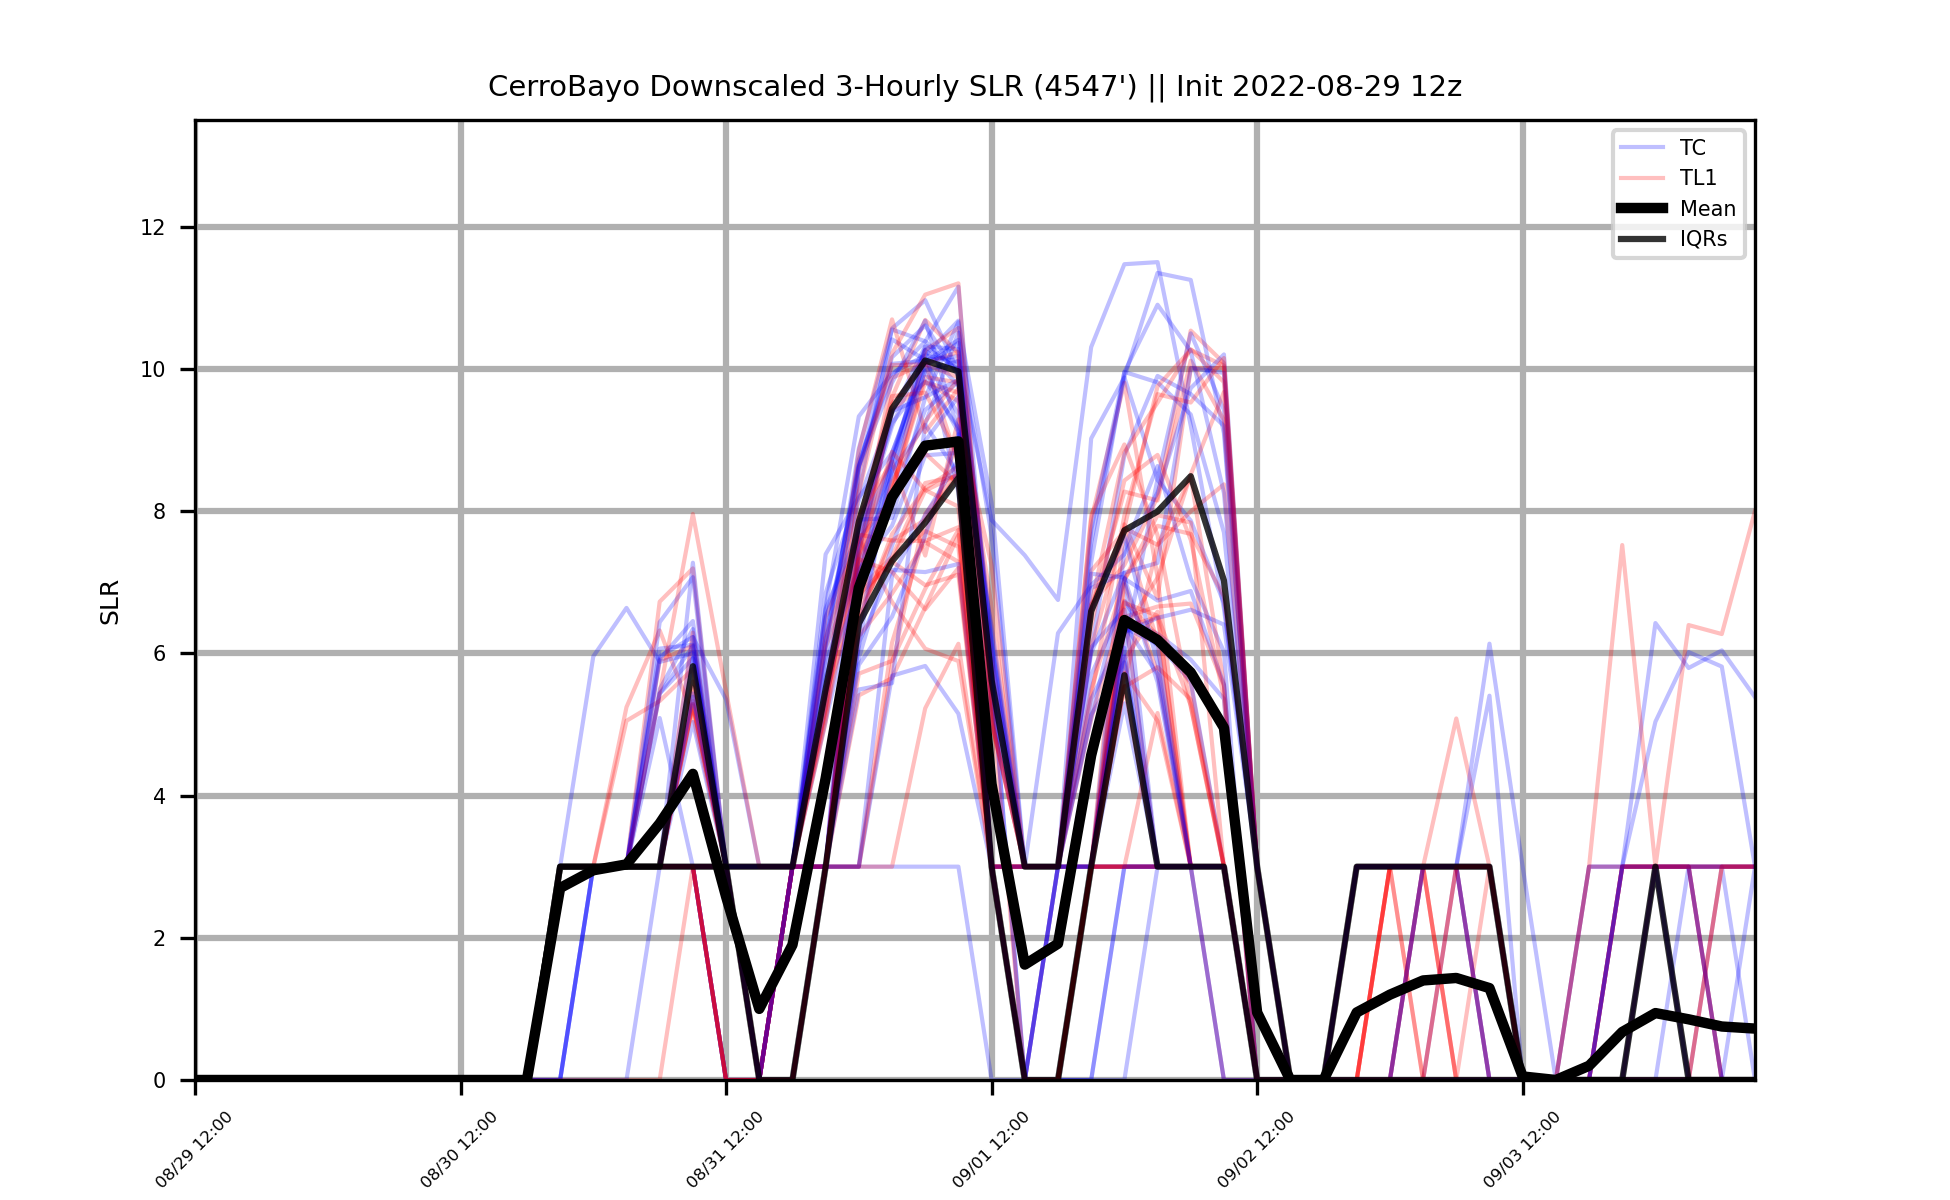 CerroBayo Downscaled 3-Hourly SLR (4547') || Init 2022-08-29 12z
TC
TL1
Mean
IQRs
SLR
12
10
8
6
4
2
0
08/29 12:00
08/30 12:00
08/31 12:00
09/01 12:00
09/02 12:00
09/03 12:00